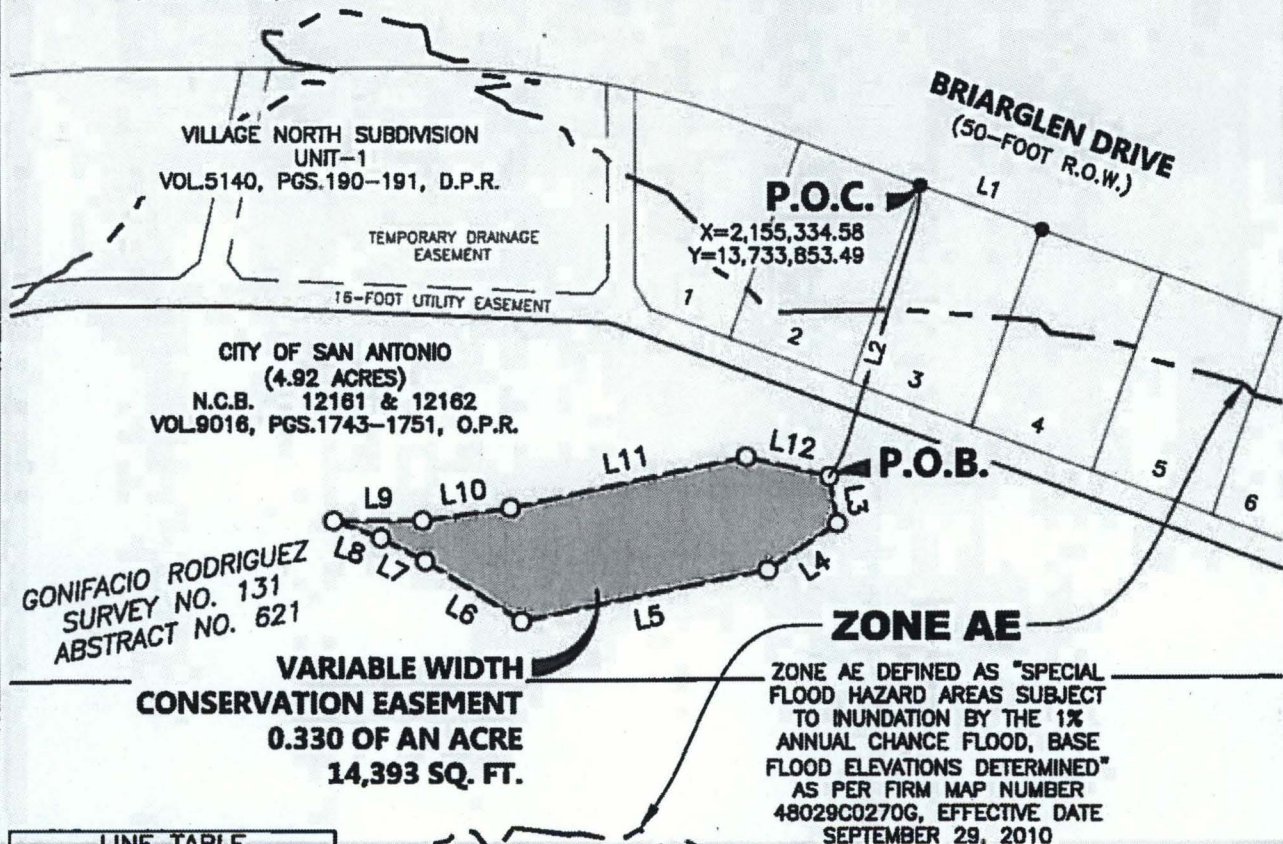 BRIARGLEN DRIVE
(50-FOOT R.O.W.)
L1
VILLAGE NORTH SUBDIVISION
UNIT-1
VOL.5140, PGS.190-191, D.P.R.
P.O.C.
X=2,155,334.58
Y=13,733,853.49
TEMPORARY DRAINAGE
EASEMENT
16-FOOT UTILITY EASEMENT
1
2
L2
3
4
5
6
CITY OF SAN ANTONIO
(4.92 ACRES)
N.C.B. 12161 & 12162
VOL.9016, PGS.1743-1751, O.P.R.
L12
L11
P.O.B.
L10
L9
L3
L8
L7
L4
L6
L5
GONIFACIO RODRIGUEZ
SURVEY NO. 131
ABSTRACT NO. 621
ZONE AE
VARIABLE WIDTH
CONSERVATION EASEMENT
0.330 OF AN ACRE
14,393 SQ. FT.
ZONE AE DEFINED AS "SPECIAL
FLOOD HAZARD AREAS SUBJECT
TO INUNDATION BY THE 1%
ANNUAL CHANCE FLOOD, BASE
FLOOD ELEVATIONS DETERMINED"
AS PER FIRM MAP NUMBER
48029C0270G, EFFECTIVE DATE
SEPTEMBER 29, 2010
LINE TABLE